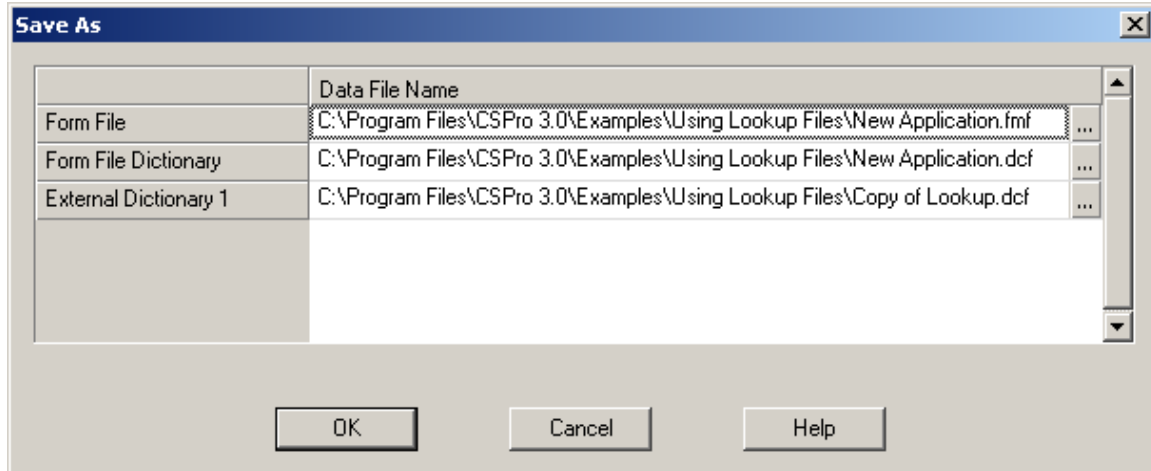 Save As
Data File Name
Form File C:\Program Files\CSPro 3.0\Examples\Using Lookup Files\New Application.fmf ...
Form File Dictionary C:\Program Files\CSPro 3.0\Examples\Using Lookup Files\New Application.dcf ...
External Dictionary 1 C:\Program Files\CSPro 3.0\Examples\Using Lookup Files\Copy of Lookup.dcf ...
OK Cancel Help